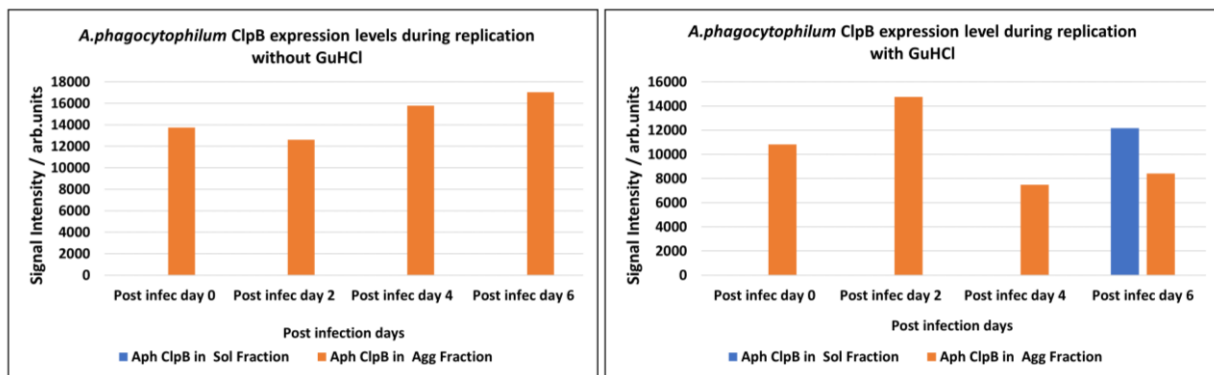 A.phagocytophilum ClpB expression levels during replication
without GuHCl
Signal Intensity / arb.units
18000
16000
14000
12000
10000
8000
6000
4000
2000
0
Post infec day 0
Post infec day 2
Post infec day 4
Post infec day 6
Post infection days
Aph ClpB in Sol Fraction
Aph ClpB in Agg Fraction
A.phagocytophilum ClpB expression level during replication
with GuHCl
Signal Intensity / arb.units
16000
14000
12000
10000
8000
6000
4000
2000
0
Post infec day 0
Post infec day 2
Post infec day 4
Post infec day 6
Post infection days
Aph ClpB in Sol Fraction
Aph ClpB in Agg Fraction